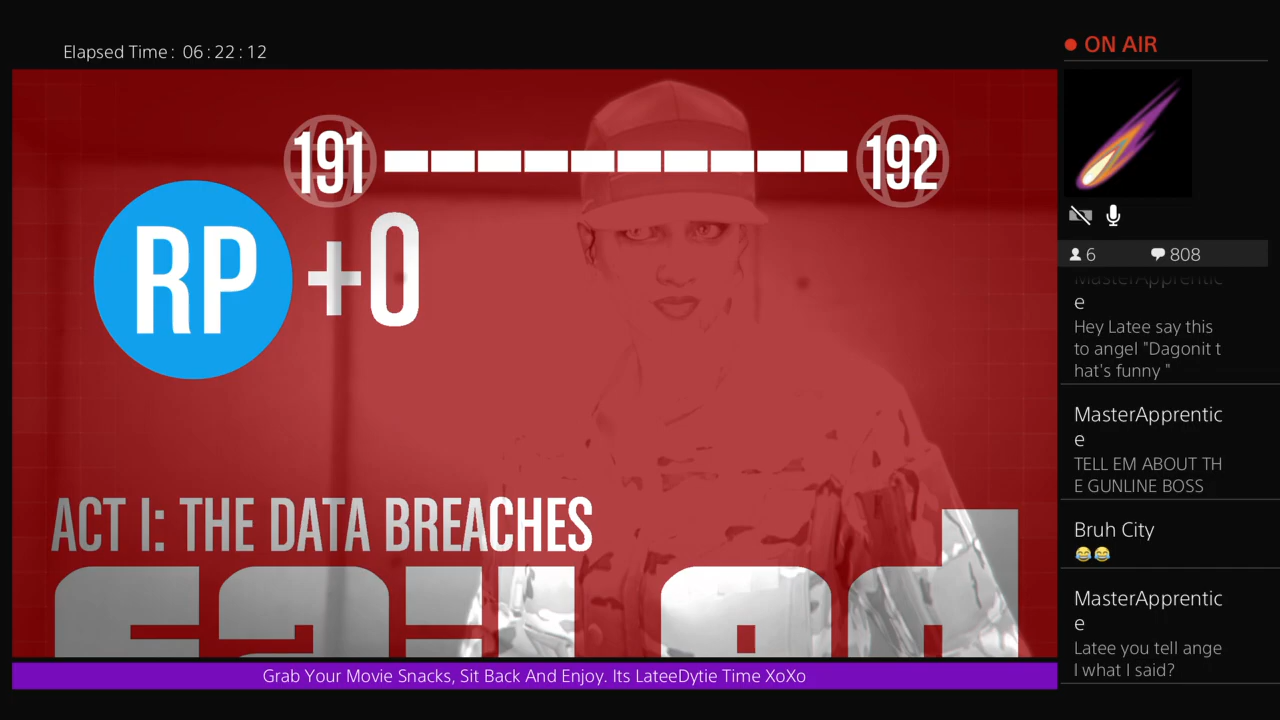 Elapsed Time: 06:22:12
ON AIR
191
192
RP +0
ACT I: THE DATA BREACHES
failed
Grab Your Movie Snacks, Sit Back And Enjoy. Its LateeDytie Time XoXo
6 808
MasterApprentic
e
Hey Latee say this
to angel "Dagonit t
hat's funny "
MasterApprentic
e
TELL EM ABOUT TH
E GUNLINE BOSS
Bruh City
😂😂
MasterApprentic
e
Latee you tell ange
l what I said?